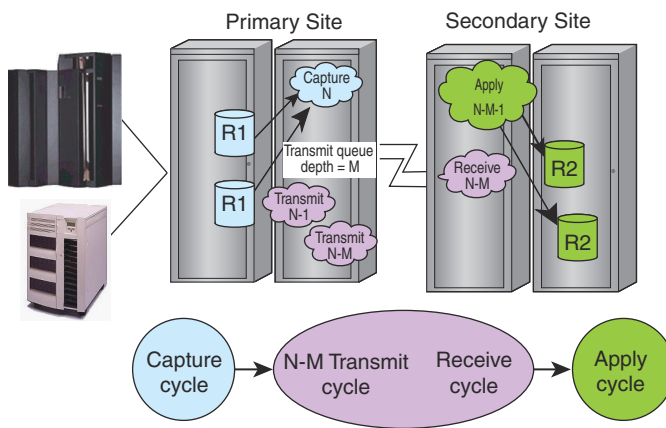 Primary Site
Secondary Site
Capture
N
R1
R1
Transmit queue
depth = M
Transmit
N-1
Transmit
N-M
Apply
N-M-1
Receive
N-M
R2
R2
Capture
cycle
N-M Transmit
cycle
Receive
cycle
Apply
cycle